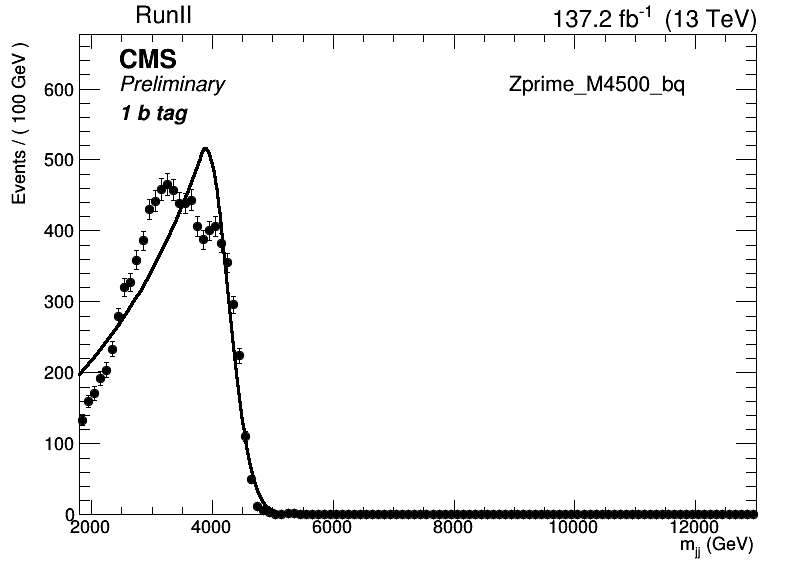 RunII
137.2 fb-1 (13 TeV)
CMS
Preliminary
Zprime_M4500_bq
1 b tag
Events / ( 100 GeV )
600
500
400
300
200
100
0
2000 4000 6000 8000 10000 12000
mjj (GeV)